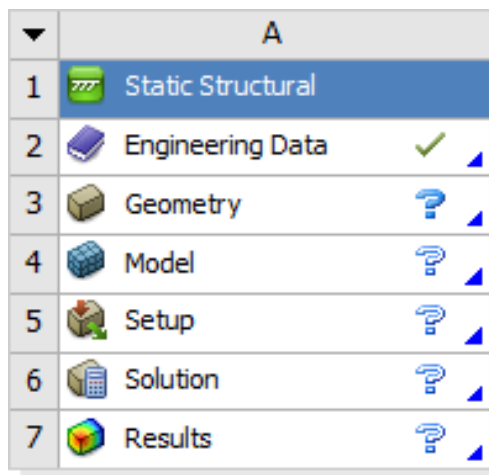 A
1 Static Structural
2 Engineering Data
3 Geometry ?
4 Model ?
5 Setup ?
6 Solution ?
7 Results ?